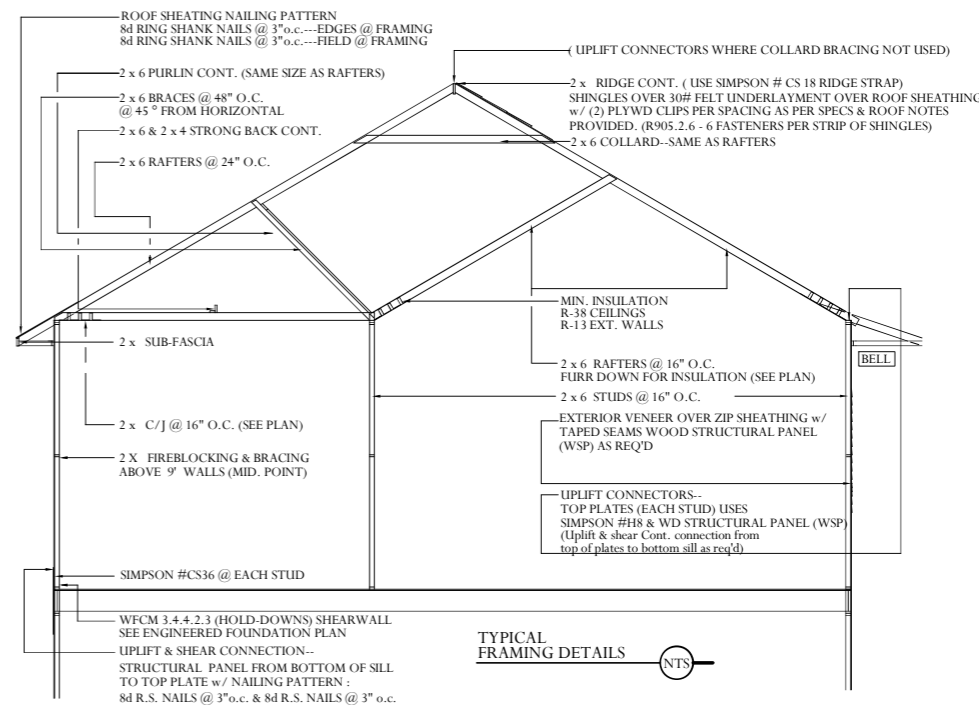 ROOF SHEATING NAILING PATTERN
8d RING SHANK NAILS @ 3"o.c.---EDGES @ FRAMING
8d RING SHANK NAILS @ 3"o.c.---FIELD @ FRAMING
2 x 6 PURLIN CONT. (SAME SIZE AS RAFTERS)
2 x 6 BRACES @ 48" O.C.
@ 45 ° FROM HORIZONTAL
2 x 6 & 2 x 4 STRONG BACK CONT.
2 x 6 RAFTERS @ 24" O.C.
( UPLIFT CONNECTORS WHERE COLLARD BRACING NOT USED)
2 x RIDGE CONT. ( USE SIMPSON # CS 18 RIDGE STRAP)
SHINGLES OVER 30# FELT UNDERLAYMENT OVER ROOF SHEATHING
w/ (2) PLYWD CLIPS PER SPACING AS PER SPECS & ROOF NOTES
PROVIDED. (R905.2.6 - 6 FASTENERS PER STRIP OF SHINGLES)
2 x 6 COLLARD--SAME AS RAFTERS
MIN. INSULATION
R-38 CEILINGS
R-13 EXT. WALLS
BELL
2 x SUB-FASCIA
2 x 6 RAFTERS @ 16" O.C.
FURR DOWN FOR INSULATION (SEE PLAN)
2 x 6 STUDS @ 16" O.C.
2 x C/J @ 16" O.C. (SEE PLAN)
EXTERIOR VENEER OVER ZIP SHEATHING w/
TAPED SEAMS WOOD STRUCTURAL PANEL
(WSP) AS REQ'D
2 X FIREBLOCKING & BRACING
ABOVE 9' WALLS (MID. POINT)
UPLIFT CONNECTORS--
TOP PLATES (EACH STUD) USES
SIMPSON #H8 & WD STRUCTURAL PANEL (WSP)
(Uplift & shear Cont. connection from
top of plates to bottom sill as req'd)
SIMPSON #CS36 @ EACH STUD
WFCM 3.4.4.2.3 (HOLD-DOWNS) SHEARWALL
SEE ENGINEERED FOUNDATION PLAN
UPLIFT & SHEAR CONNECTION--
STRUCTURAL PANEL FROM BOTTOM OF SILL
TO TOP PLATE w/ NAILING PATTERN :
8d R.S. NAILS @ 3"o.c. & 8d R.S. NAILS @ 3" o.c.
TYPICAL
FRAMING DETAILS
NTS